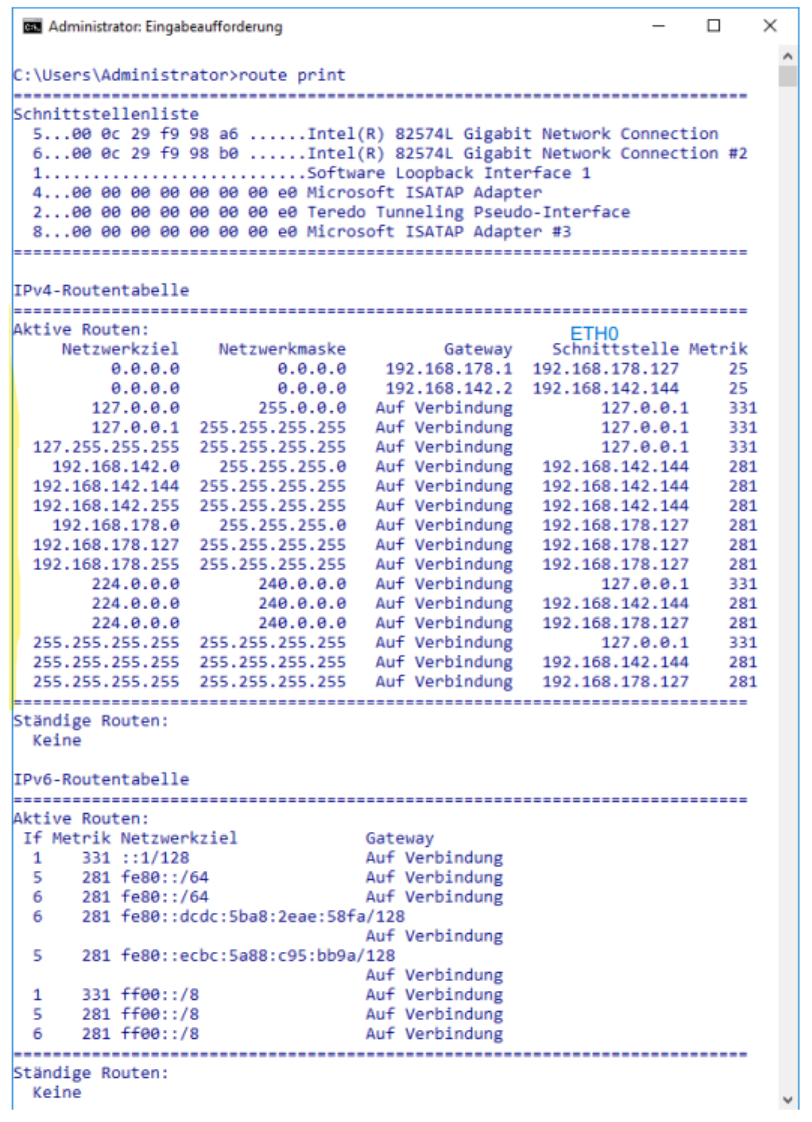 Administrator: Eingabeaufforderung
C:\Users\Administrator>route print
===========================================================================
Schnittstellenliste
  5...00 0c 29 f9 98 a6 ......Intel(R) 82574L Gigabit Network Connection
  6...00 0c 29 f9 98 b0 ......Intel(R) 82574L Gigabit Network Connection #2
  1...........................Software Loopback Interface 1
  4...00 00 00 00 00 00 00 e0 Microsoft ISATAP Adapter
  2...00 00 00 00 00 00 00 e0 Teredo Tunneling Pseudo-Interface
  8...00 00 00 00 00 00 00 e0 Microsoft ISATAP Adapter #3
===========================================================================
IPv4-Routentabelle
===========================================================================
Aktive Routen:
ETH0
     Netzwerkziel    Netzwerkmaske          Gateway    Schnittstelle Metrik
          0.0.0.0          0.0.0.0    192.168.178.1  192.168.178.127     25
          0.0.0.0          0.0.0.0    192.168.142.2  192.168.142.144     25
        127.0.0.0        255.0.0.0   Auf Verbindung         127.0.0.1    331
        127.0.0.1  255.255.255.255   Auf Verbindung         127.0.0.1    331
  127.255.255.255  255.255.255.255   Auf Verbindung         127.0.0.1    331
    192.168.142.0    255.255.255.0   Auf Verbindung   192.168.142.144    281
  192.168.142.144  255.255.255.255   Auf Verbindung   192.168.142.144    281
  192.168.142.255  255.255.255.255   Auf Verbindung   192.168.142.144    281
    192.168.178.0    255.255.255.0   Auf Verbindung   192.168.178.127    281
  192.168.178.127  255.255.255.255   Auf Verbindung   192.168.178.127    281
  192.168.178.255  255.255.255.255   Auf Verbindung   192.168.178.127    281
        224.0.0.0        240.0.0.0   Auf Verbindung         127.0.0.1    331
        224.0.0.0        240.0.0.0   Auf Verbindung   192.168.142.144    281
        224.0.0.0        240.0.0.0   Auf Verbindung   192.168.178.127    281
  255.255.255.255  255.255.255.255   Auf Verbindung         127.0.0.1    331
  255.255.255.255  255.255.255.255   Auf Verbindung   192.168.142.144    281
  255.255.255.255  255.255.255.255   Auf Verbindung   192.168.178.127    281
===========================================================================
Ständige Routen:
  Keine
IPv6-Routentabelle
===========================================================================
Aktive Routen:
 If Metrik Netzwerkziel             Gateway
  1    331 ::1/128                  Auf Verbindung
  5    281 fe80::/64                Auf Verbindung
  6    281 fe80::/64                Auf Verbindung
  6    281 fe80::dcdc:5ba8:2eae:58fa/128
                                    Auf Verbindung
  5    281 fe80::ecbc:5a88:c95:bb9a/128
                                    Auf Verbindung
  1    331 ff00::/8                 Auf Verbindung
  5    281 ff00::/8                 Auf Verbindung
  6    281 ff00::/8                 Auf Verbindung
===========================================================================
Ständige Routen:
  Keine